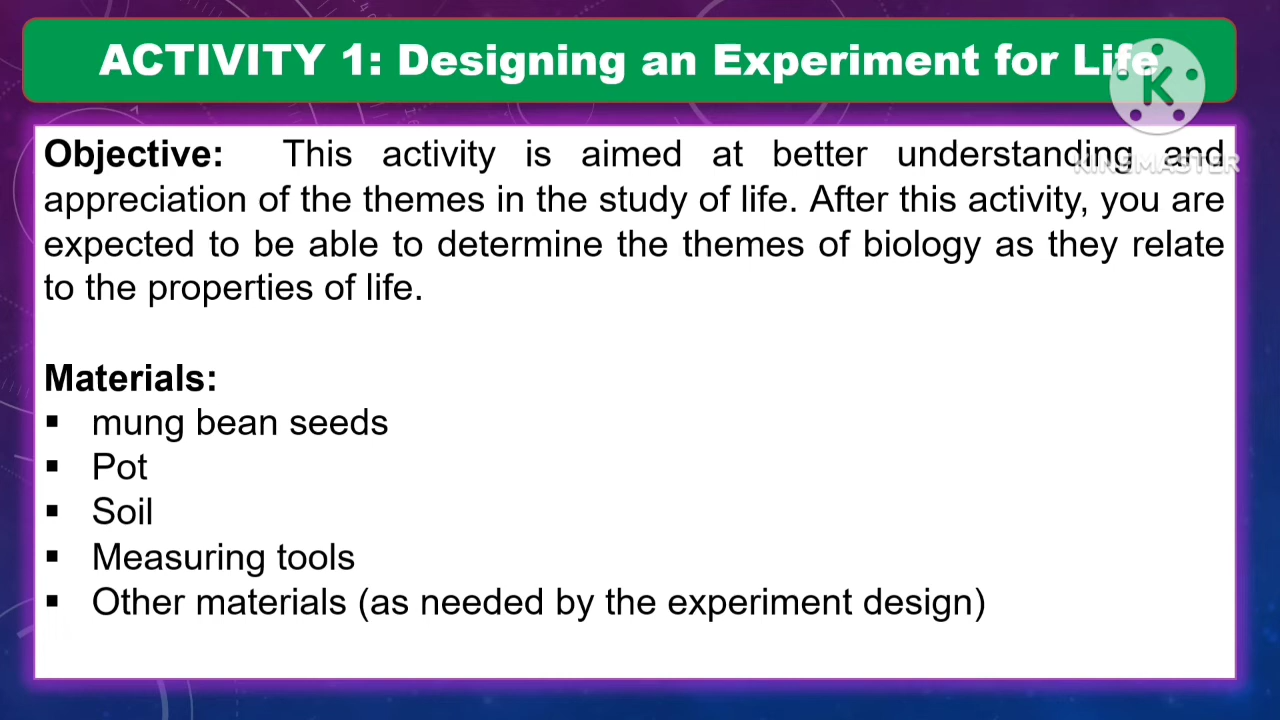 ACTIVITY 1: Designing an Experiment for Life
K
KINEMASTER
Objective: This activity is aimed at better understanding and
appreciation of the themes in the study of life. After this activity, you are
expected to be able to determine the themes of biology as they relate
to the properties of life.
Materials:
▪ mung bean seeds
▪ Pot
▪ Soil
▪ Measuring tools
▪ Other materials (as needed by the experiment design)